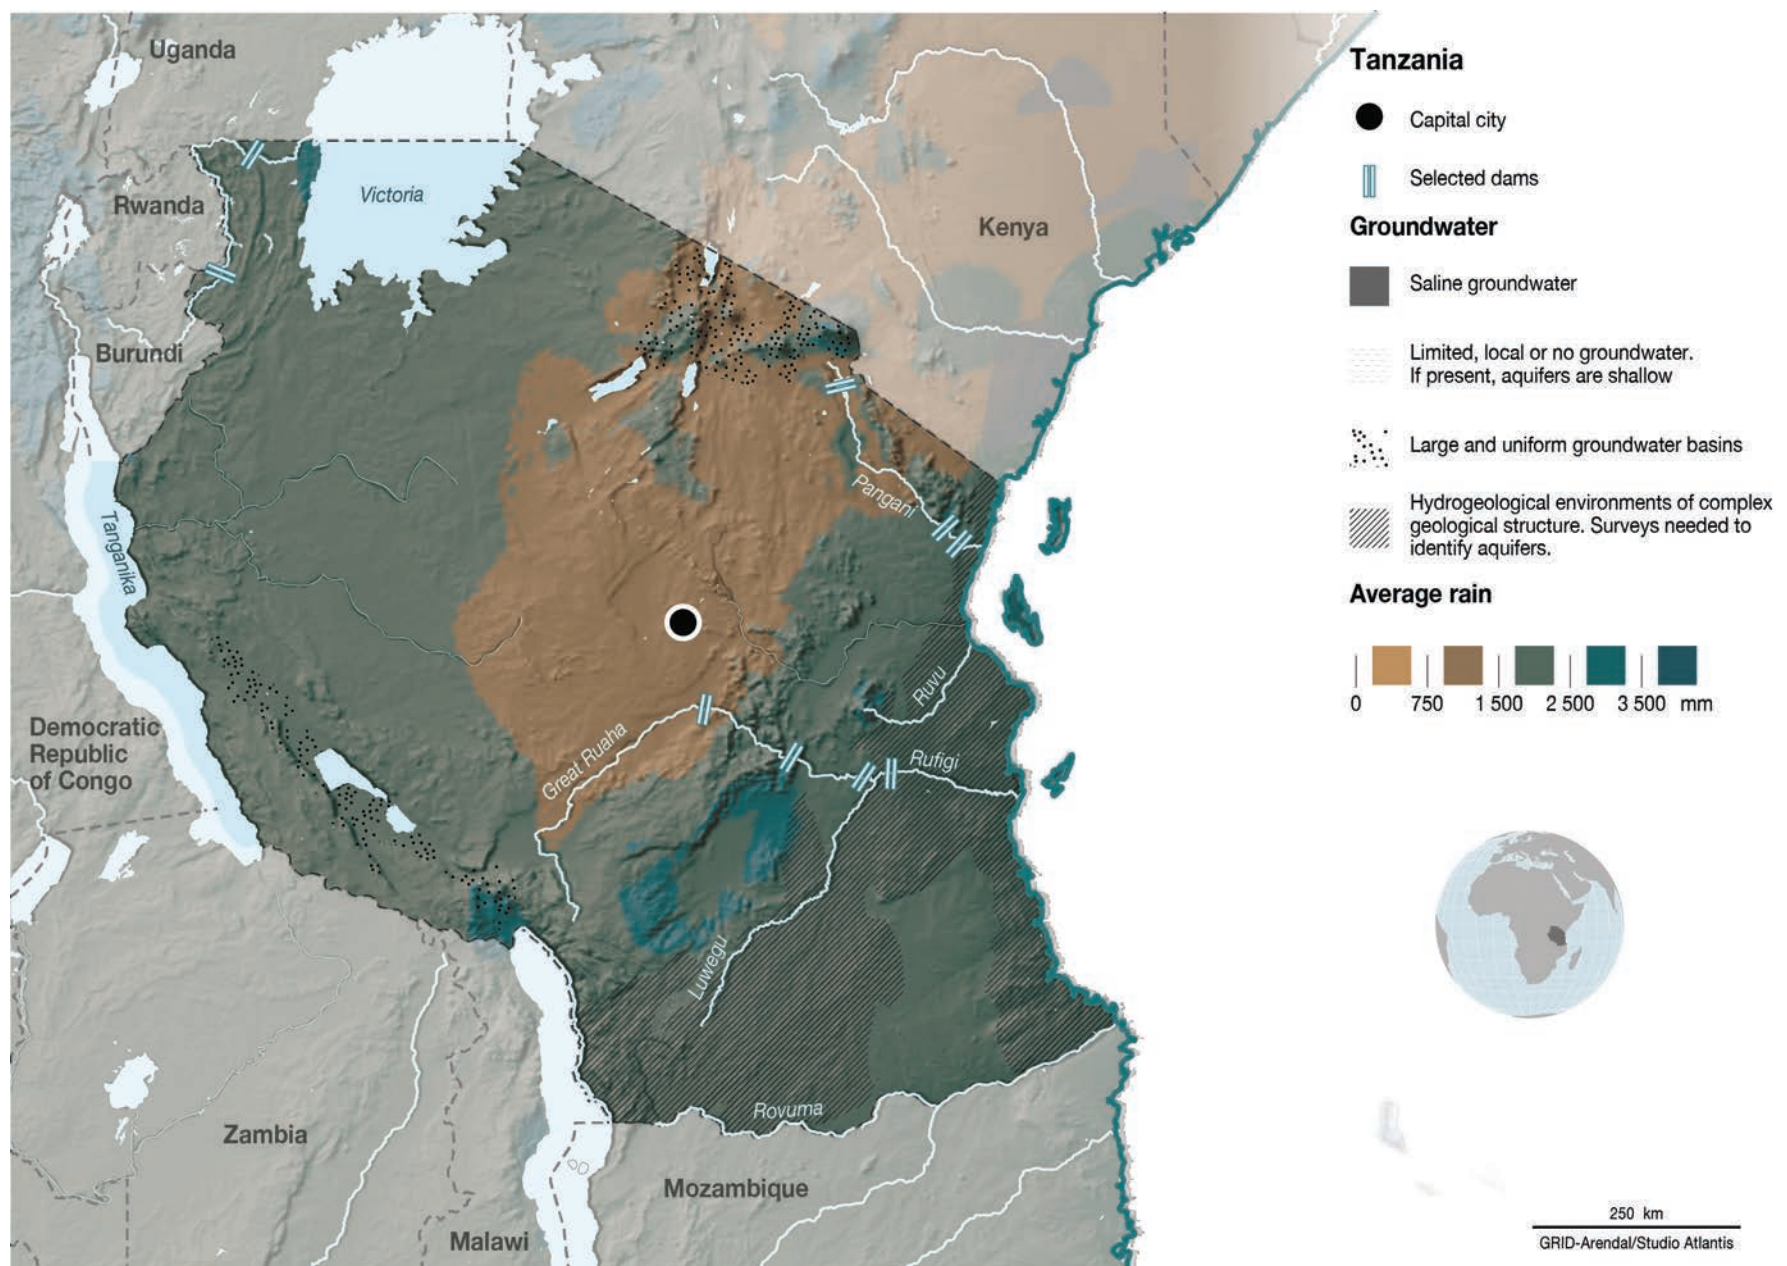 Uganda
Victoria
Rwanda
Burundi
Kenya
Tanganika
Pangani
Democratic
Republic
of Congo
Great Ruaha
Ruvu
Rufigi
Luwegu
Rovuma
Zambia
Malawi
Mozambique
Tanzania
Capital city
Selected dams
Groundwater
Saline groundwater
Limited, local or no groundwater.
If present, aquifers are shallow
Large and uniform groundwater basins
Hydrogeological environments of complex
geological structure. Surveys needed to
identify aquifers.
Average rain
0 750 1 500 2 500 3 500 mm
250 km
GRID-Arendal/Studio Atlantis